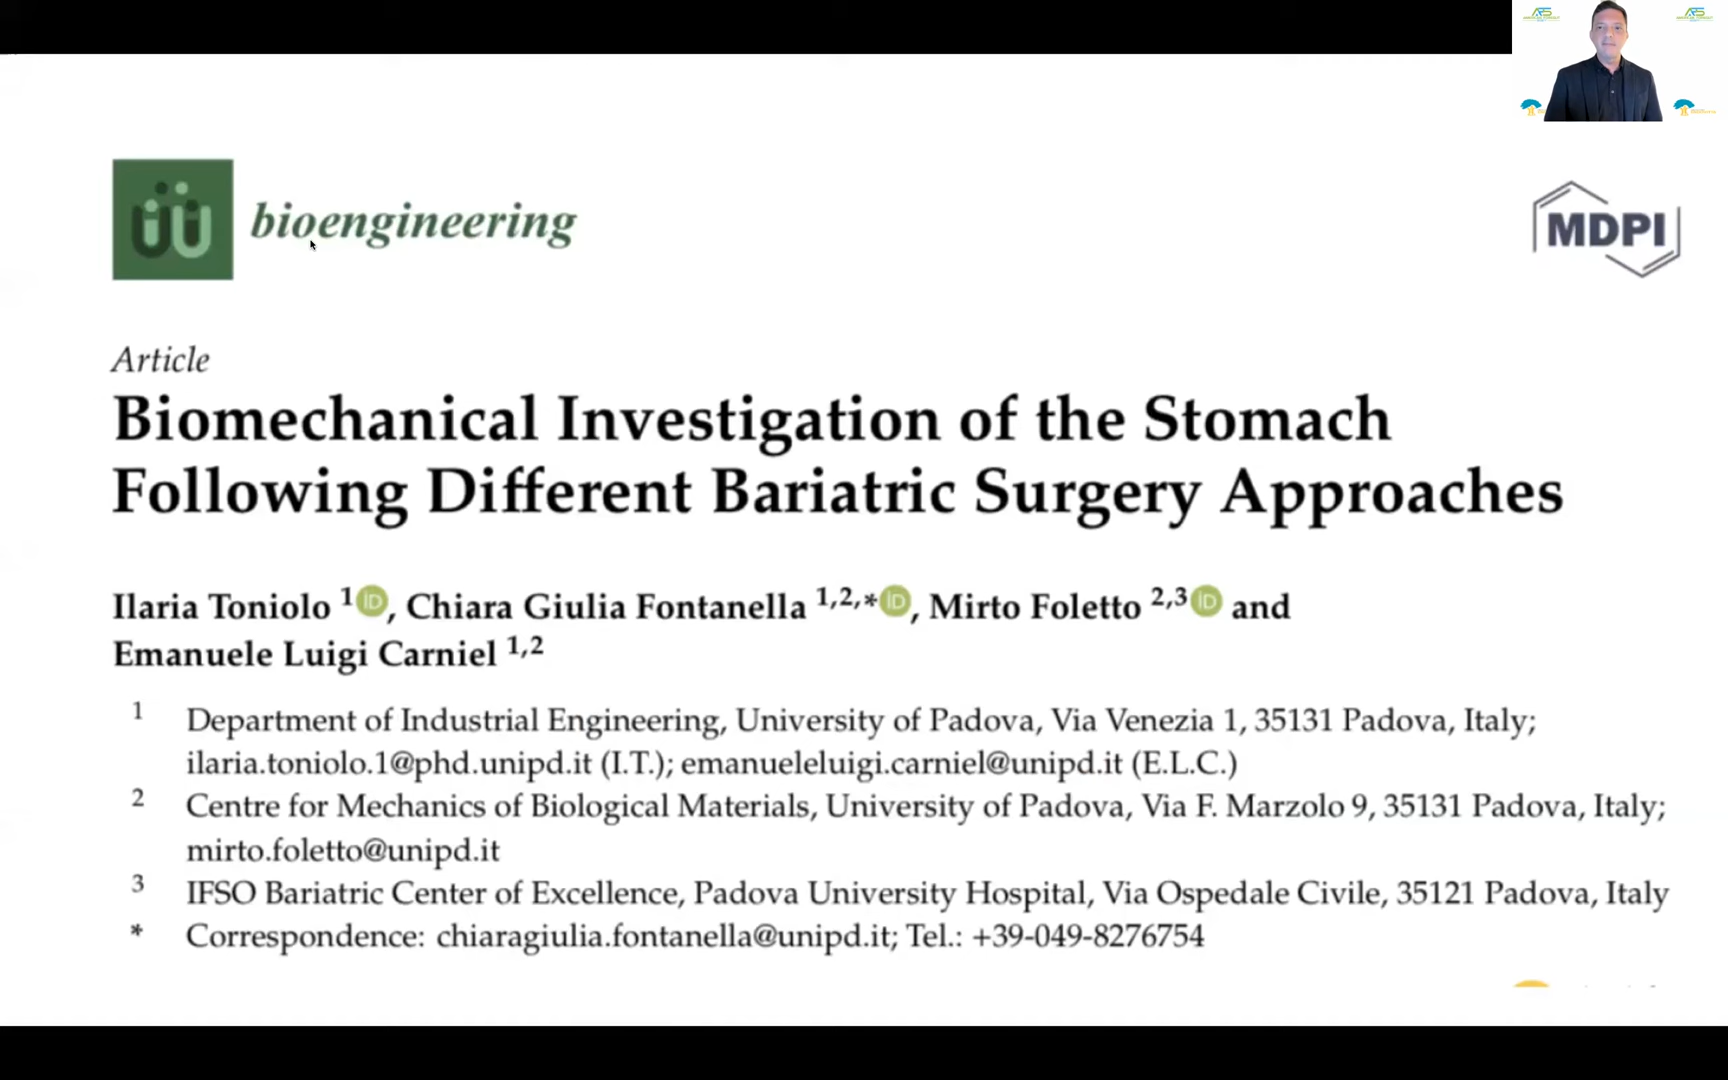 bioengineering
MDPI
Article
Biomechanical Investigation of the Stomach
Following Different Bariatric Surgery Approaches
Ilaria Toniolo 1 iD, Chiara Giulia Fontanella 1,2,* iD, Mirto Foletto 2,3 iD and
Emanuele Luigi Carniel 1,2
1 Department of Industrial Engineering, University of Padova, Via Venezia 1, 35131 Padova, Italy;
ilaria.toniolo.1@phd.unipd.it (I.T.); emanueleluigi.carniel@unipd.it (E.L.C.)
2 Centre for Mechanics of Biological Materials, University of Padova, Via F. Marzolo 9, 35131 Padova, Italy;
mirto.foletto@unipd.it
3 IFSO Bariatric Center of Excellence, Padova University Hospital, Via Ospedale Civile, 35121 Padova, Italy
* Correspondence: chiaragiulia.fontanella@unipd.it; Tel.: +39-049-8276754